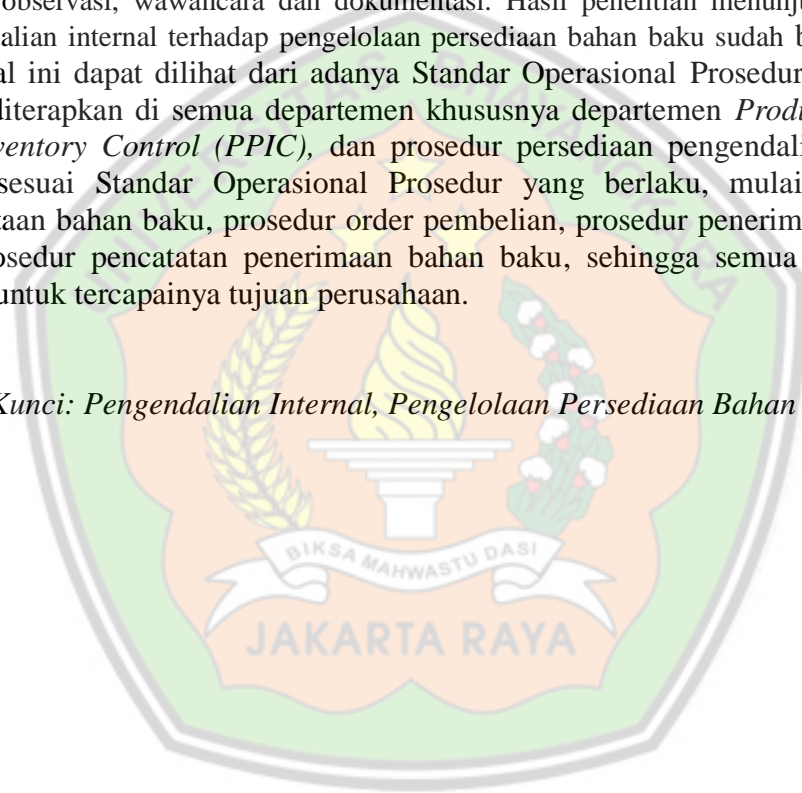 observasi, wawancara dan dokumentasi. Hasil penelitian menunju
alian internal terhadap pengelolaan persediaan bahan baku sudah b
al ini dapat dilihat dari adanya Standar Operasional Prosedur
diterapkan di semua departemen khususnya departemen Produ
ventory Control (PPIC), dan prosedur persediaan pengendali
sesuai Standar Operasional Prosedur yang berlaku, mulai
taan bahan baku, prosedur order pembelian, prosedur penerim
osedur pencatatan penerimaan bahan baku, sehingga semua
untuk tercapainya tujuan perusahaan.
Kunci: Pengendalian Internal, Pengelolaan Persediaan Bahan
UNIVERSITAS BHAYANGKARA
BIKSA MAHWASTU DASI
JAKARTA RAYA